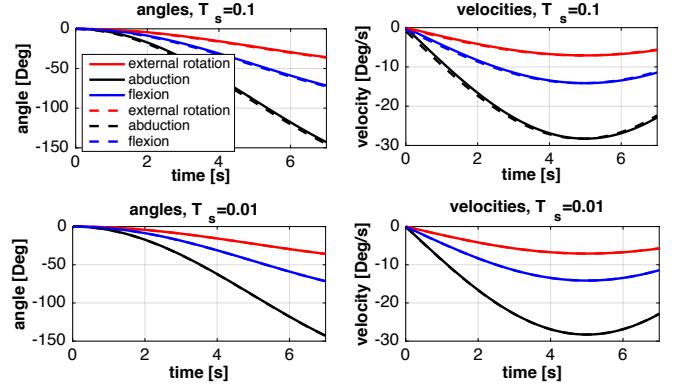 angles, T_s=0.1
angle [Deg]
0
-50
-100
-150
external rotation
abduction
flexion
external rotation
abduction
flexion
0 2 4 6
time [s]
velocities, T_s=0.1
velocity [Deg/s]
0
-10
-20
-30
0 2 4 6
time [s]
angles, T_s=0.01
angle [Deg]
0
-50
-100
-150
0 2 4 6
time [s]
velocities, T_s=0.01
velocity [Deg/s]
0
-10
-20
-30
0 2 4 6
time [s]